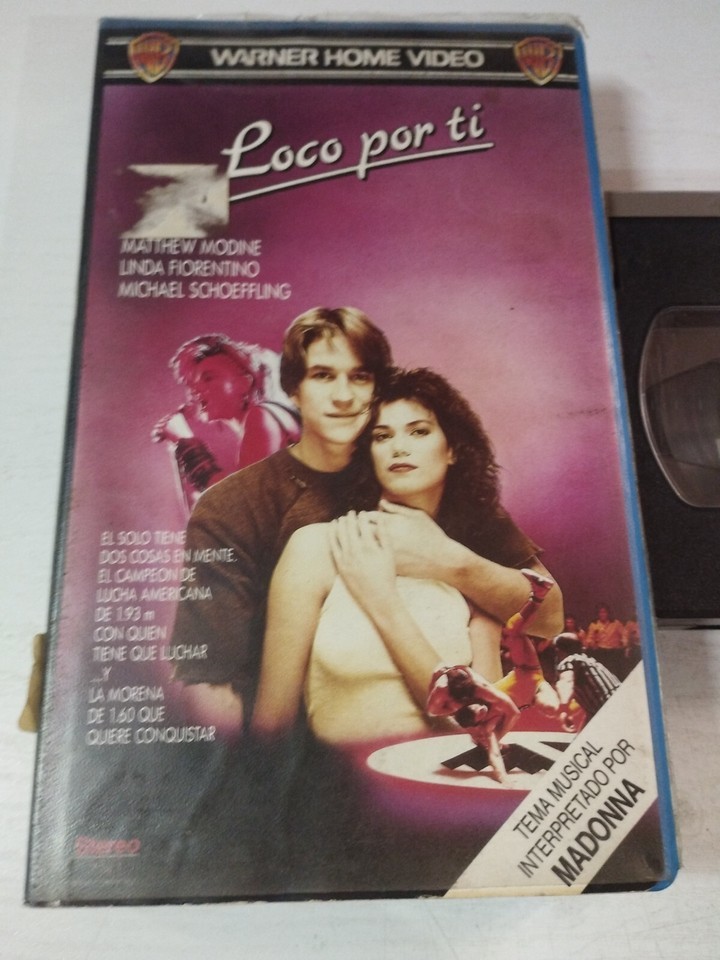 WARNER HOME VIDEO
Loco por ti
MATTHEW MODINE
LINDA FIORENTINO
MICHAEL SCHOEFFLING
EL SOLO TIENE
DOS COSAS EN MENTE.
EL CAMPEON DE
LUCHA AMERICANA
DE 1.93 m
CON QUIEN
TIENE QUE LUCHAR
...Y
LA MORENA
DE 1.60 QUE
QUIERE CONQUISTAR
Stereo
TEMA MUSICAL
INTERPRETADO POR
MADONNA